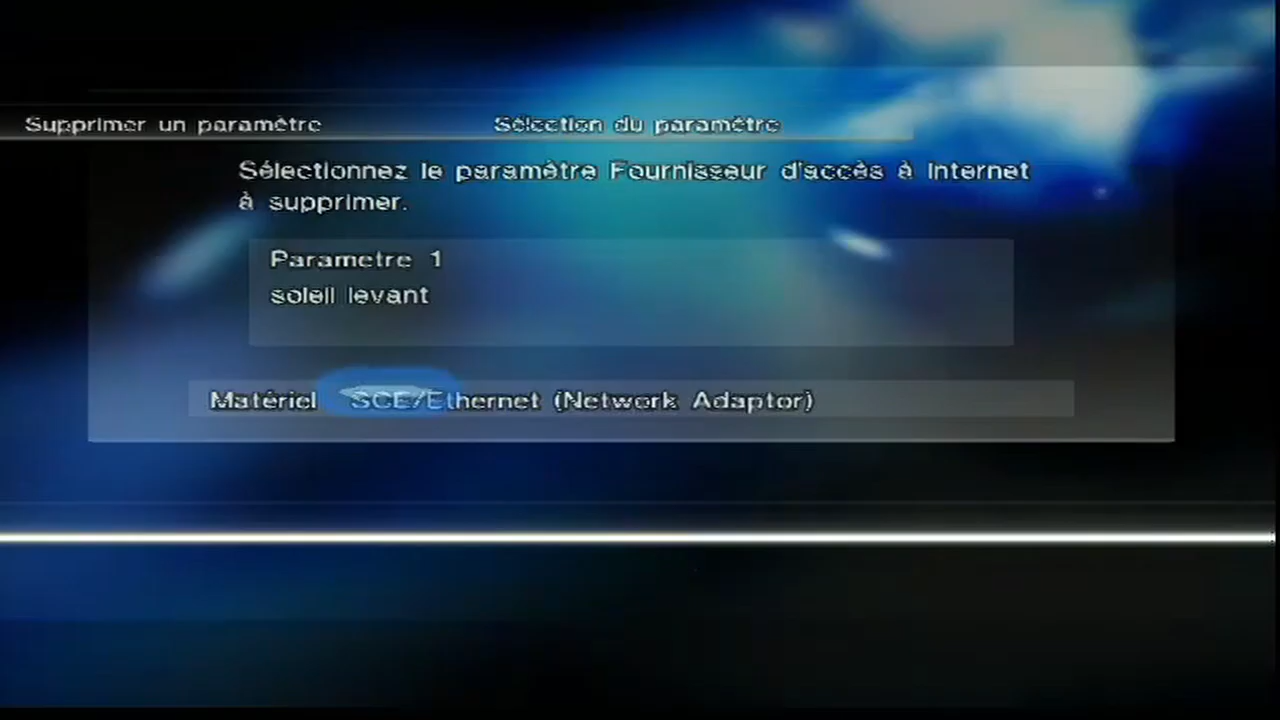 Supprimer un paramètre
Sélection du paramètre
Sélectionnez le paramètre Fournisseur d'accès à Internet
à supprimer.
Parametre 1
soleil levant
Matériel SCE/Ethernet (Network Adaptor)